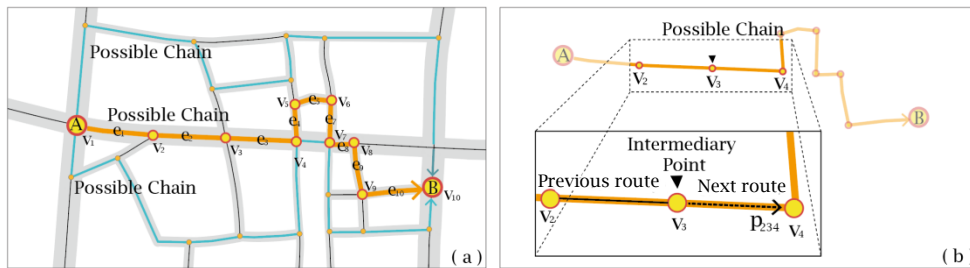 Possible Chain
Possible Chain
Possible Chain
A
V1
e1
V2
e2
V3
e3
V4
e4
V5
e5
V6
e7
V7
e8
V8
e9
V9
e10
B
V10
( a )
Possible Chain
A
V2
V3
V4
B
Intermediary
Point
Previous route
Next route
V2
V3
P234
V4
( b )